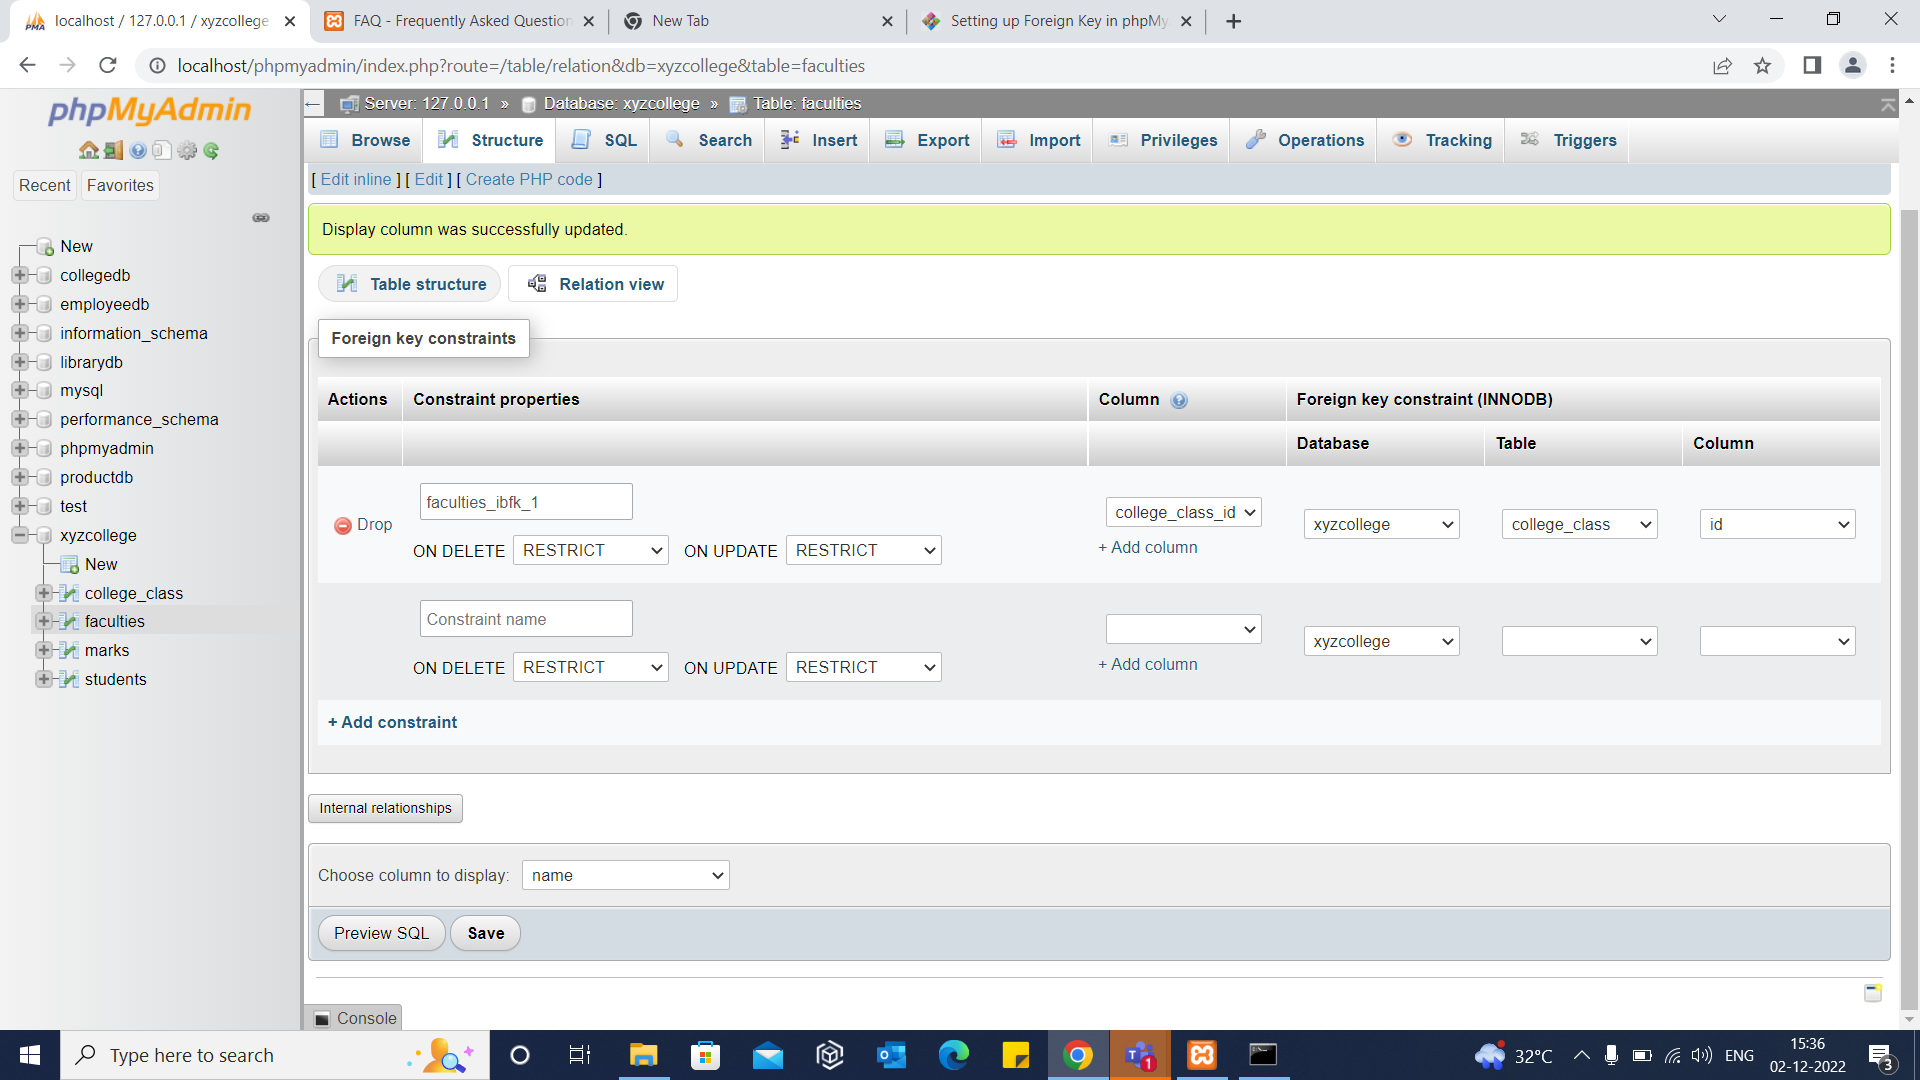 localhost / 127.0.0.1 / xyzcollege
FAQ - Frequently Asked Question
New Tab
Setting up Foreign Key in phpMy
localhost/phpmyadmin/index.php?route=/table/relation&db=xyzcollege&table=faculties
phpMyAdmin
Recent
Favorites
New
collegedb
employeedb
information_schema
librarydb
mysql
performance_schema
phpmyadmin
productdb
test
xyzcollege
New
college_class
faculties
marks
students
Server: 127.0.0.1 » Database: xyzcollege » Table: faculties
Browse
Structure
SQL
Search
Insert
Export
Import
Privileges
Operations
Tracking
Triggers
[ Edit inline ] [ Edit ] [ Create PHP code ]
Display column was successfully updated.
Table structure
Relation view
Foreign key constraints
Actions
Constraint properties
Column
Foreign key constraint (INNODB)
Database
Table
Column
Drop
faculties_ibfk_1
ON DELETE RESTRICT ON UPDATE RESTRICT
college_class_id
+ Add column
xyzcollege
college_class
id
Constraint name
ON DELETE RESTRICT ON UPDATE RESTRICT
+ Add column
xyzcollege
+ Add constraint
Internal relationships
Choose column to display: name
Preview SQL
Save
Console
Type here to search
1
32°C
ENG
15:36
02-12-2022
3